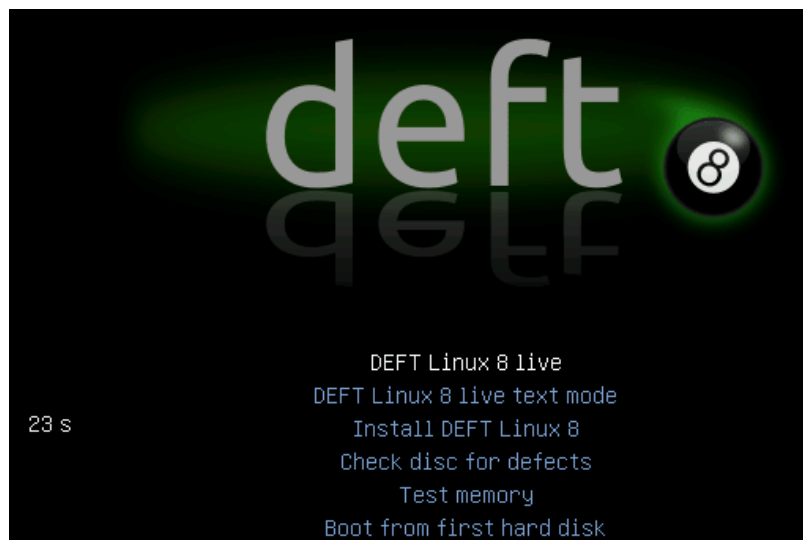 deft
8
DEFT Linux 8 live
DEFT Linux 8 live text mode
23 s
Install DEFT Linux 8
Check disc for defects
Test memory
Boot from first hard disk